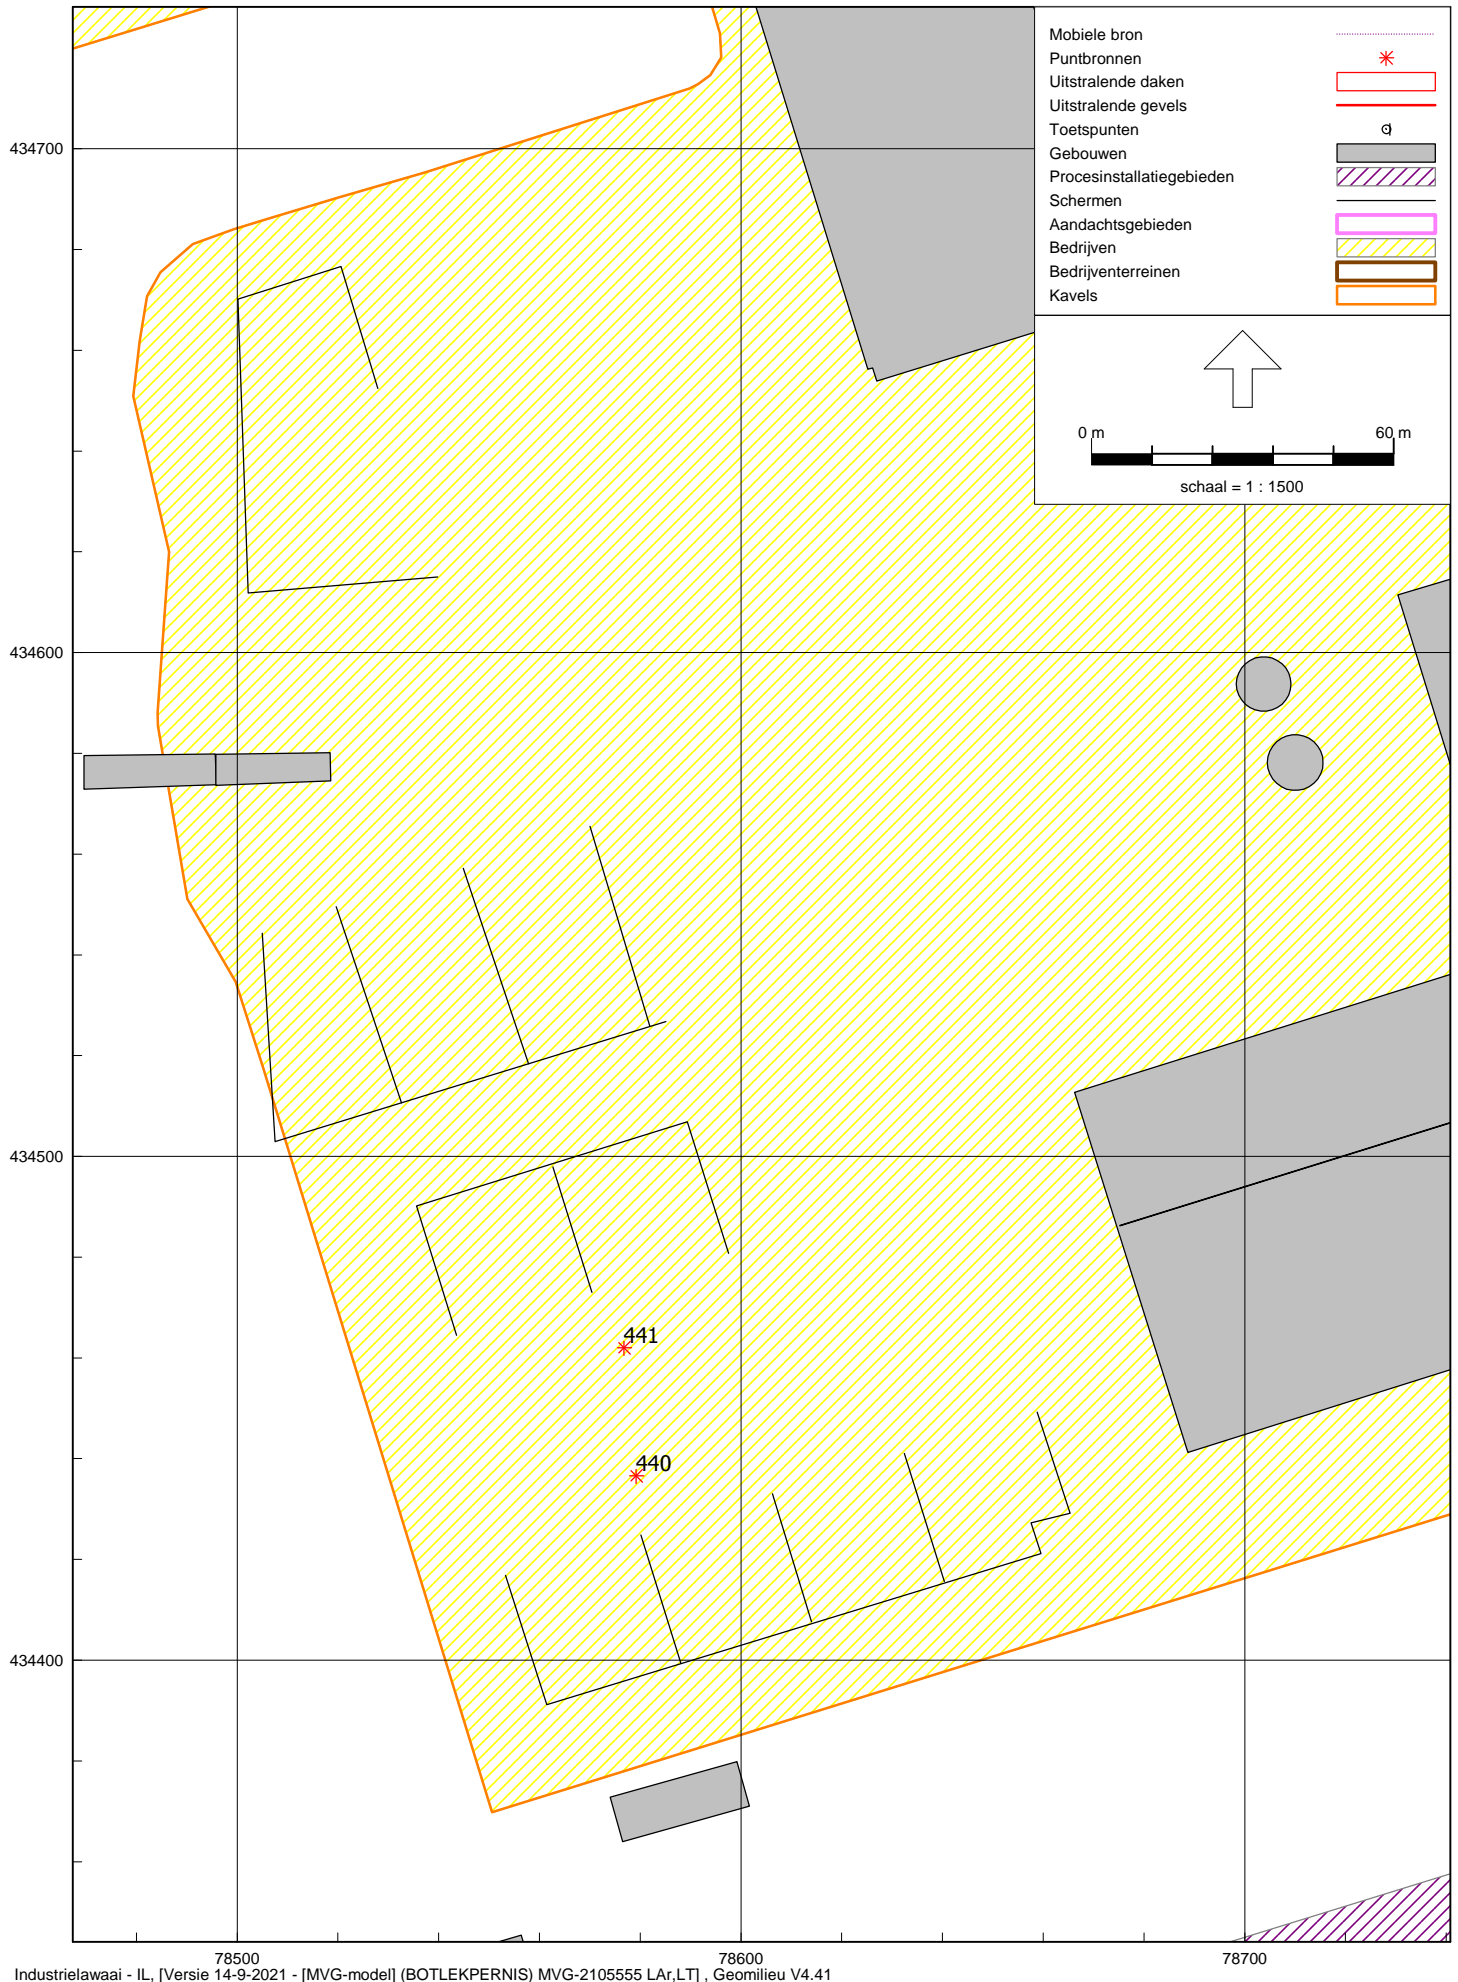 Mobiele bron
Puntbronnen
Uitstralende daken
Uitstralende gevels
Toetspunten
Gebouwen
Procesinstallatiegebieden
Schermen
Aandachtsgebieden
Bedrijven
Bedrijventerreinen
Kavels
0 m 60 m
schaal = 1 : 1500
434700
434600
434500
441
440
434400
78500 78600 78700
Industrielawaai - IL, [Versie 14-9-2021 - [MVG-model] (BOTLEKPERNIS) MVG-2105555 LAr,LT] , Geomilieu V4.41